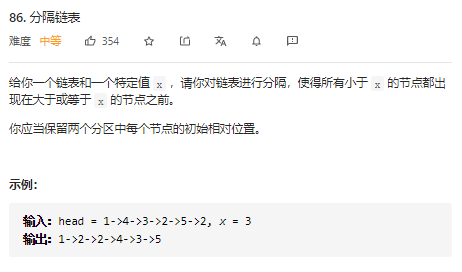 86. 分隔链表
难度 中等 354
给你一个链表和一个特定值 x ，请你对链表进行分隔，使得所有小于 x 的节点都出
现在大于或等于 x 的节点之前。
你应当保留两个分区中每个节点的初始相对位置。
示例：
输入：head = 1->4->3->2->5->2, x = 3
输出：1->2->2->4->3->5